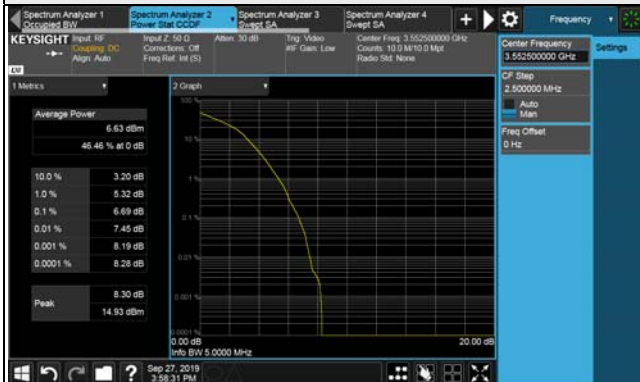 Spectrum Analyzer 1
Occupied BW
Spectrum Analyzer 2
Power Stat CCDF
Spectrum Analyzer 3
Swept SA
Spectrum Analyzer 4
Swept SA
Frequency
KEYSIGHT
Input: RF
Coupling: DC
Align: Auto
Input Z: 50 Ω
Corrections: Off
Freq Ref: Int (S)
Atten: 30 dB
Trig: Video
#IF Gain: Low
Center Freq: 3.552500000 GHz
Counts: 10.0 M/10.0 Mpt
Radio Std: None
LXI
Center Frequency
3.552500000 GHz
Settings
CF Step
2.500000 MHz
Auto
Man
Freq Offset
0 Hz
1 Metrics
2 Graph
Average Power
6.63 dBm
46.46 % at 0 dB
10.0 % 3.20 dB
1.0 % 5.32 dB
0.1 % 6.69 dB
0.01 % 7.45 dB
0.001 % 8.19 dB
0.0001 % 8.28 dB
Peak
8.30 dB
14.93 dBm
100 %
10 %
1 %
0.1 %
0.01 %
0.001 %
0.0001 %
0.00 dB
20.00 dB
Info BW 5.0000 MHz
?
Sep 27, 2019
3:58:31 PM